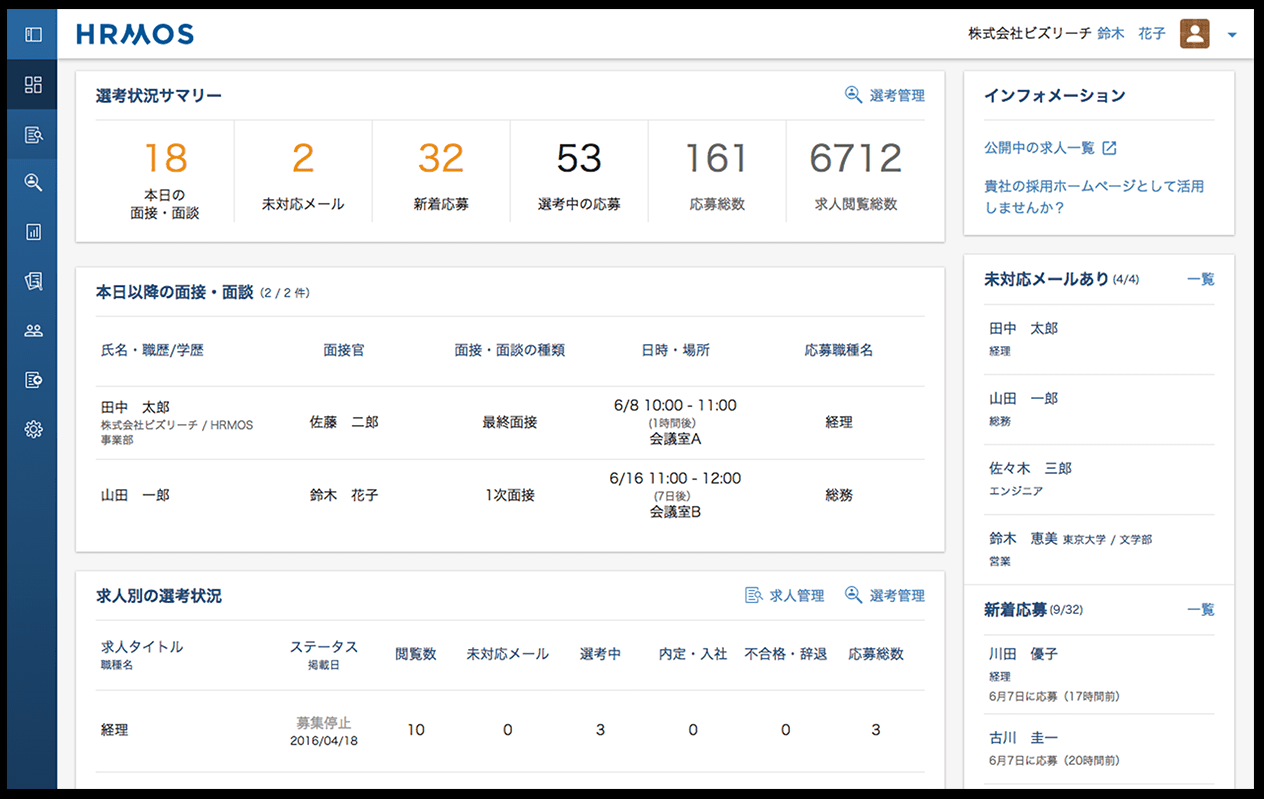 HRMOS
株式会社ビズリーチ 鈴木　花子
選考状況サマリー
選考管理
18
本日の
面接・面談
2
未対応メール
32
新着応募
53
選考中の応募
161
応募総数
6712
求人閲覧総数
本日以降の面接・面談 (2 / 2 件)
氏名・職歴/学歴 面接官 面接・面談の種類 日時・場所 応募職種名
田中　太郎
株式会社ビズリーチ / HRMOS
事業部
佐藤　二郎
最終面接
6/8 10:00 - 11:00
(1時間後)
会議室A
経理
山田　一郎
鈴木　花子
1次面接
6/16 11:00 - 12:00
(7日後)
会議室B
総務
求人別の選考状況
求人管理
選考管理
求人タイトル
職種名
ステータス
掲載日
閲覧数 未対応メール 選考中 内定・入社 不合格・辞退 応募総数
経理
募集停止
2016/04/18
10 0 3 0 0 3
インフォメーション
公開中の求人一覧
貴社の採用ホームページとして活用
しませんか？
未対応メールあり (4/4) 一覧
田中　太郎
経理
山田　一郎
総務
佐々木　三郎
エンジニア
鈴木　恵美 東京大学 / 文学部
営業
新着応募 (9/32) 一覧
川田　優子
経理
6月7日に応募（17時間前）
古川　圭一
6月7日に応募（20時間前）